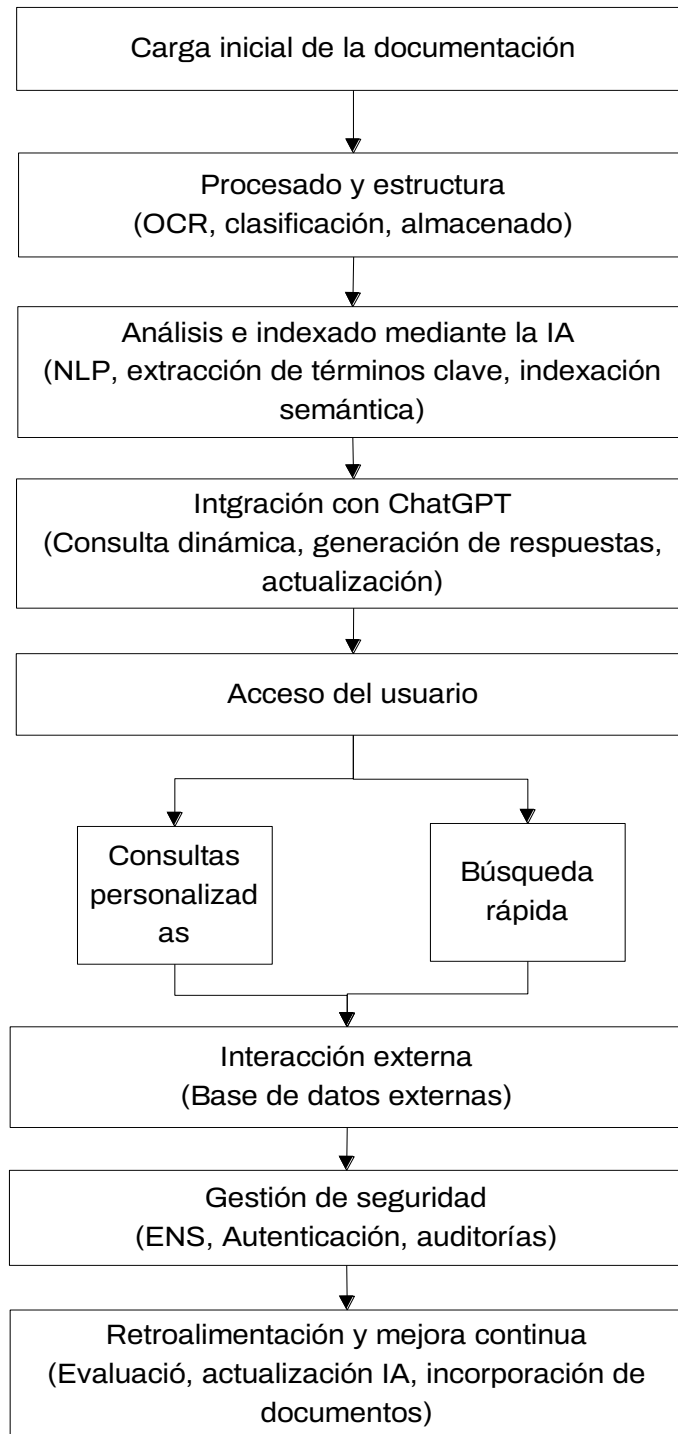 Carga inicial de la documentación
Procesado y estructura
(OCR, clasificación, almacenado)
Análisis e indexado mediante la IA
(NLP, extracción de términos clave, indexación
semántica)
Intgración con ChatGPT
(Consulta dinámica, generación de respuestas,
actualización)
Acceso del usuario
Consultas
personalizad
as
Búsqueda
rápida
Interacción externa
(Base de datos externas)
Gestión de seguridad
(ENS, Autenticación, auditorías)
Retroalimentación y mejora continua
(Evaluació, actualización IA, incorporación de
documentos)